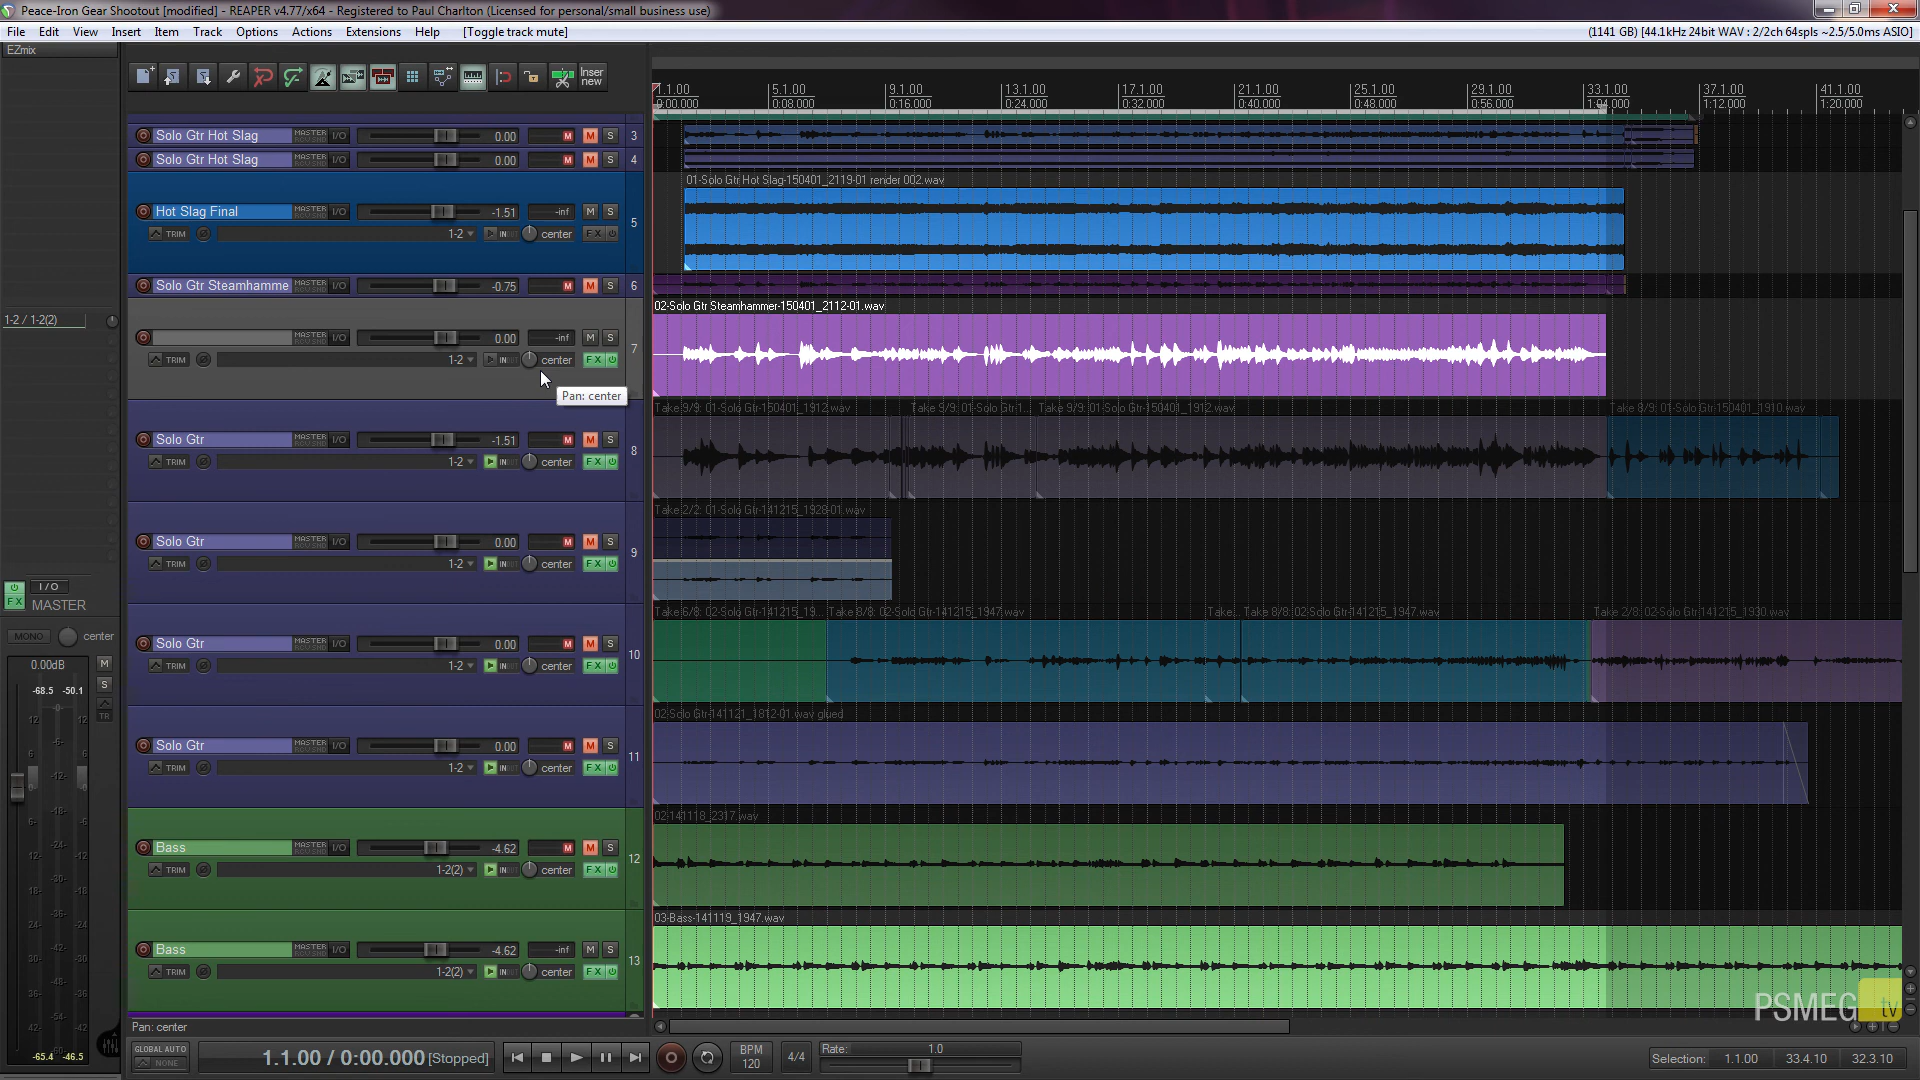 Peace-Iron Gear Shootout [modified] - REAPER v4.77/x64 - Registered to Paul Charlton (Licensed for personal/small business use)
File Edit View Insert Item Track Options Actions Extensions Help [Toggle track mute]
(1141 GB) [44.1kHz 24bit WAV : 2/2ch 64spls ~2.5/5.0ms ASIO]
EZmix
Inser new
1.1.00 5.1.00 9.1.00 13.1.00 17.1.00 21.1.00 25.1.00 29.1.00 33.1.00 37.1.00 41.1.00
0:00.000 0:08.000 0:16.000 0:24.000 0:32.000 0:40.000 0:48.000 0:56.000 1:04.000 1:12.000 1:20.000
Solo Gtr Hot Slag MASTER I/O 0.00 M M S 3
Solo Gtr Hot Slag MASTER I/O 0.00 M M S 4
01-Solo Gtr Hot Slag-150401_2119-01 render 002.wav
Hot Slag Final MASTER I/O -1.51 -inf M S 5
TRIM 1-2 IN center FX
Solo Gtr Steamhamme MASTER I/O -0.75 M M S 6
02-Solo Gtr Steamhammer-150401_2112-01.wav
1-2 / 1-2(2)
MASTER I/O 0.00 -inf M S 7
TRIM 1-2 IN center FX
Pan: center
Take 9/9: 01-Solo Gtr-150401_1912.wav
Take 9/9: 01-Solo Gtr-1...
Take 9/9: 01-Solo Gtr-150401_1912.wav
Take 8/9: 01-Solo Gtr-150401_1910.wav
Solo Gtr MASTER I/O -1.51 M M S 8
TRIM 1-2 IN center FX
Take 2/2: 01-Solo Gtr-141215_1928-01.wav
Solo Gtr MASTER I/O 0.00 M M S 9
TRIM 1-2 IN center FX
Take 6/8: 02-Solo Gtr-141215_19...
Take 8/8: 02-Solo Gtr-141215_1947.wav
Take...
Take 8/8: 02-Solo Gtr-141215_1947.wav
Take 2/8: 02-Solo Gtr-141215_1930.wav
Solo Gtr MASTER I/O 0.00 M M S 10
TRIM 1-2 IN center FX
02-Solo Gtr-141121_1812-01.wav glued
Solo Gtr MASTER I/O 0.00 M M S 11
TRIM 1-2 IN center FX
02-141118_2317.wav
Bass MASTER I/O -4.62 M M S 12
TRIM 1-2(2) IN center FX
03-Bass-141119_1947.wav
Bass MASTER I/O -4.62 -inf M S 13
TRIM 1-2(2) IN center FX
I/O
FX MASTER
MONO center
0.00dB M
S
-68.5 -50.1
TR
-65.4 -46.5
PSMEG tv
Pan: center
GLOBAL AUTO
NONE
1.1.00 / 0:00.000 [Stopped]
BPM
120
4/4
Rate: 1.0
Selection: 1.1.00 33.4.10 32.3.10